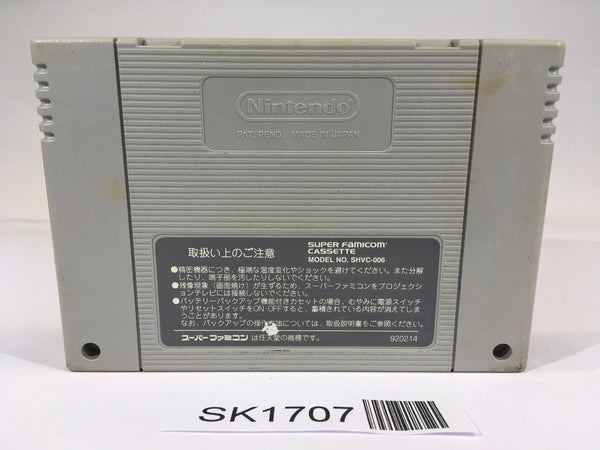 Nintendo
PAT. PEND. MADE IN JAPAN
取扱い上のご注意
SUPER FAMICOM
CASSETTE
MODEL NO. SHVC-006
●精密機器につき、極端な温度変化やショックを避けてください。また分解
したり、端子部を汚したりしないでください。
●残像現象（画面焼け）が生ずるため、スーパーファミコンをプロジェクシ
ョンテレビには接続しないでください。
●バッテリーバックアップ機能付きカセットの場合、むやみに電源スイッチ
やリセットスイッチをON・OFFすると、蓄積されている内容が消えてしま
うことがあります。
なお、バックアップの操作方法については、取扱説明書をご参照ください。
スーパーファミコン は任天堂の商標です。
920214
SK1707